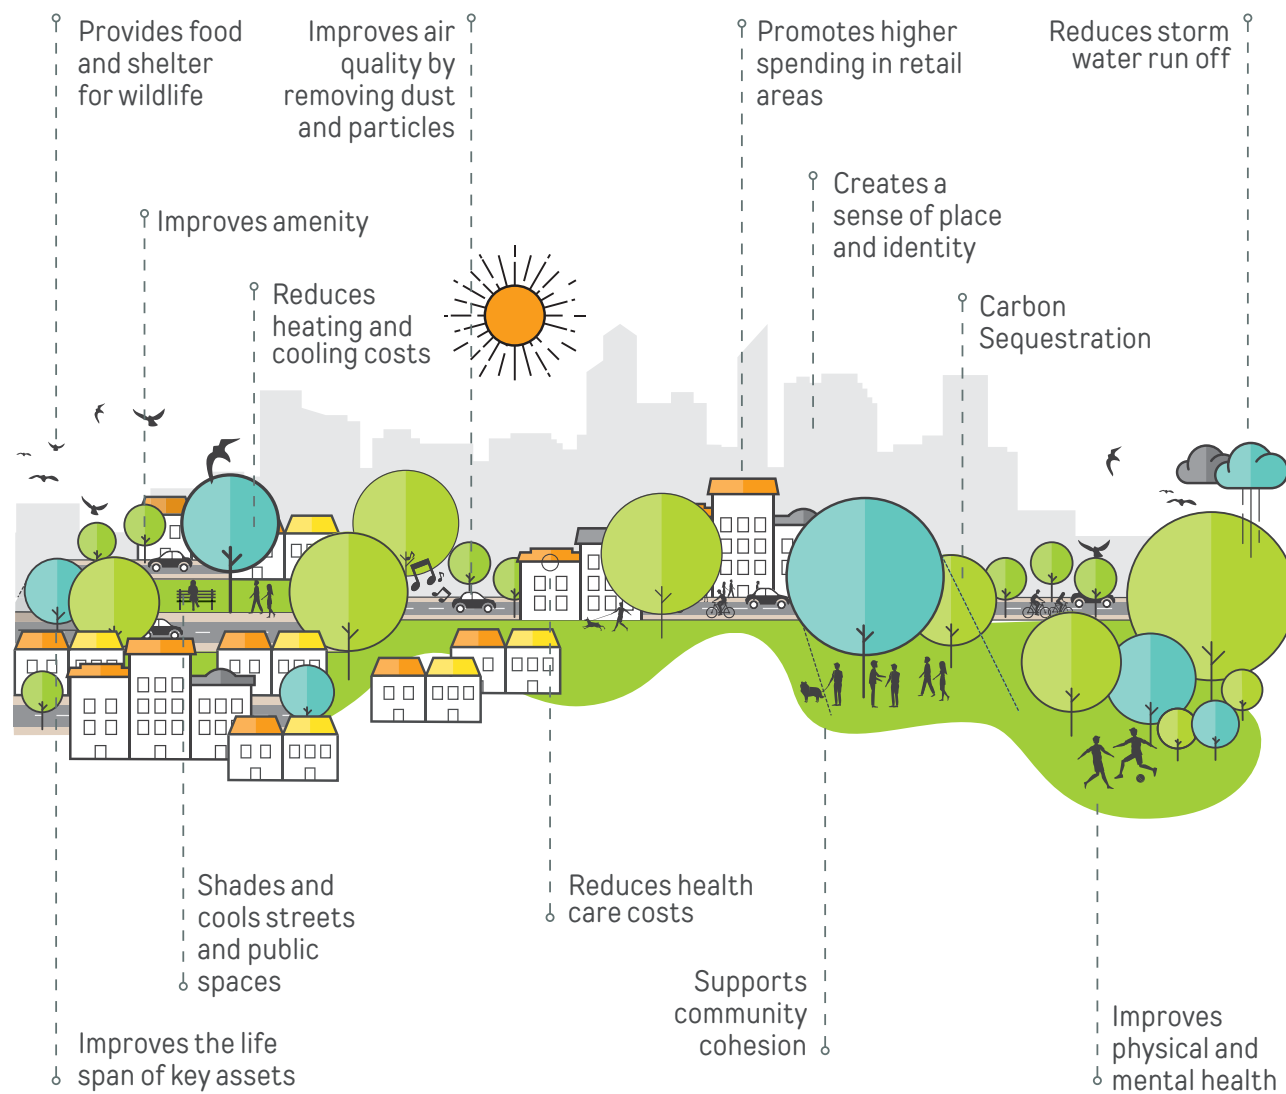 Provides food
and shelter
for wildlife
Improves air
quality by
removing dust
and particles
Promotes higher
spending in retail
areas
Reduces storm
water run off
Improves amenity
Creates a
sense of place
and identity
Reduces
heating and
cooling costs
Carbon
Sequestration
Shades and
cools streets
and public
spaces
Reduces health
care costs
Supports
community
cohesion
Improves the life
span of key assets
Improves
physical and
mental health